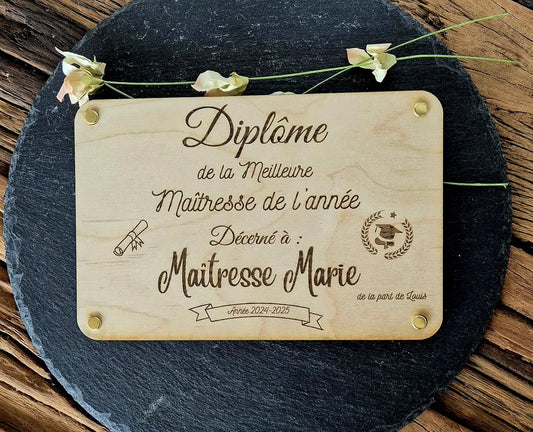 Diplôme
de la Meilleure
Maîtresse de l'année
Décerné à :
Maîtresse Marie
de la part de Louis
Année 2024-2025